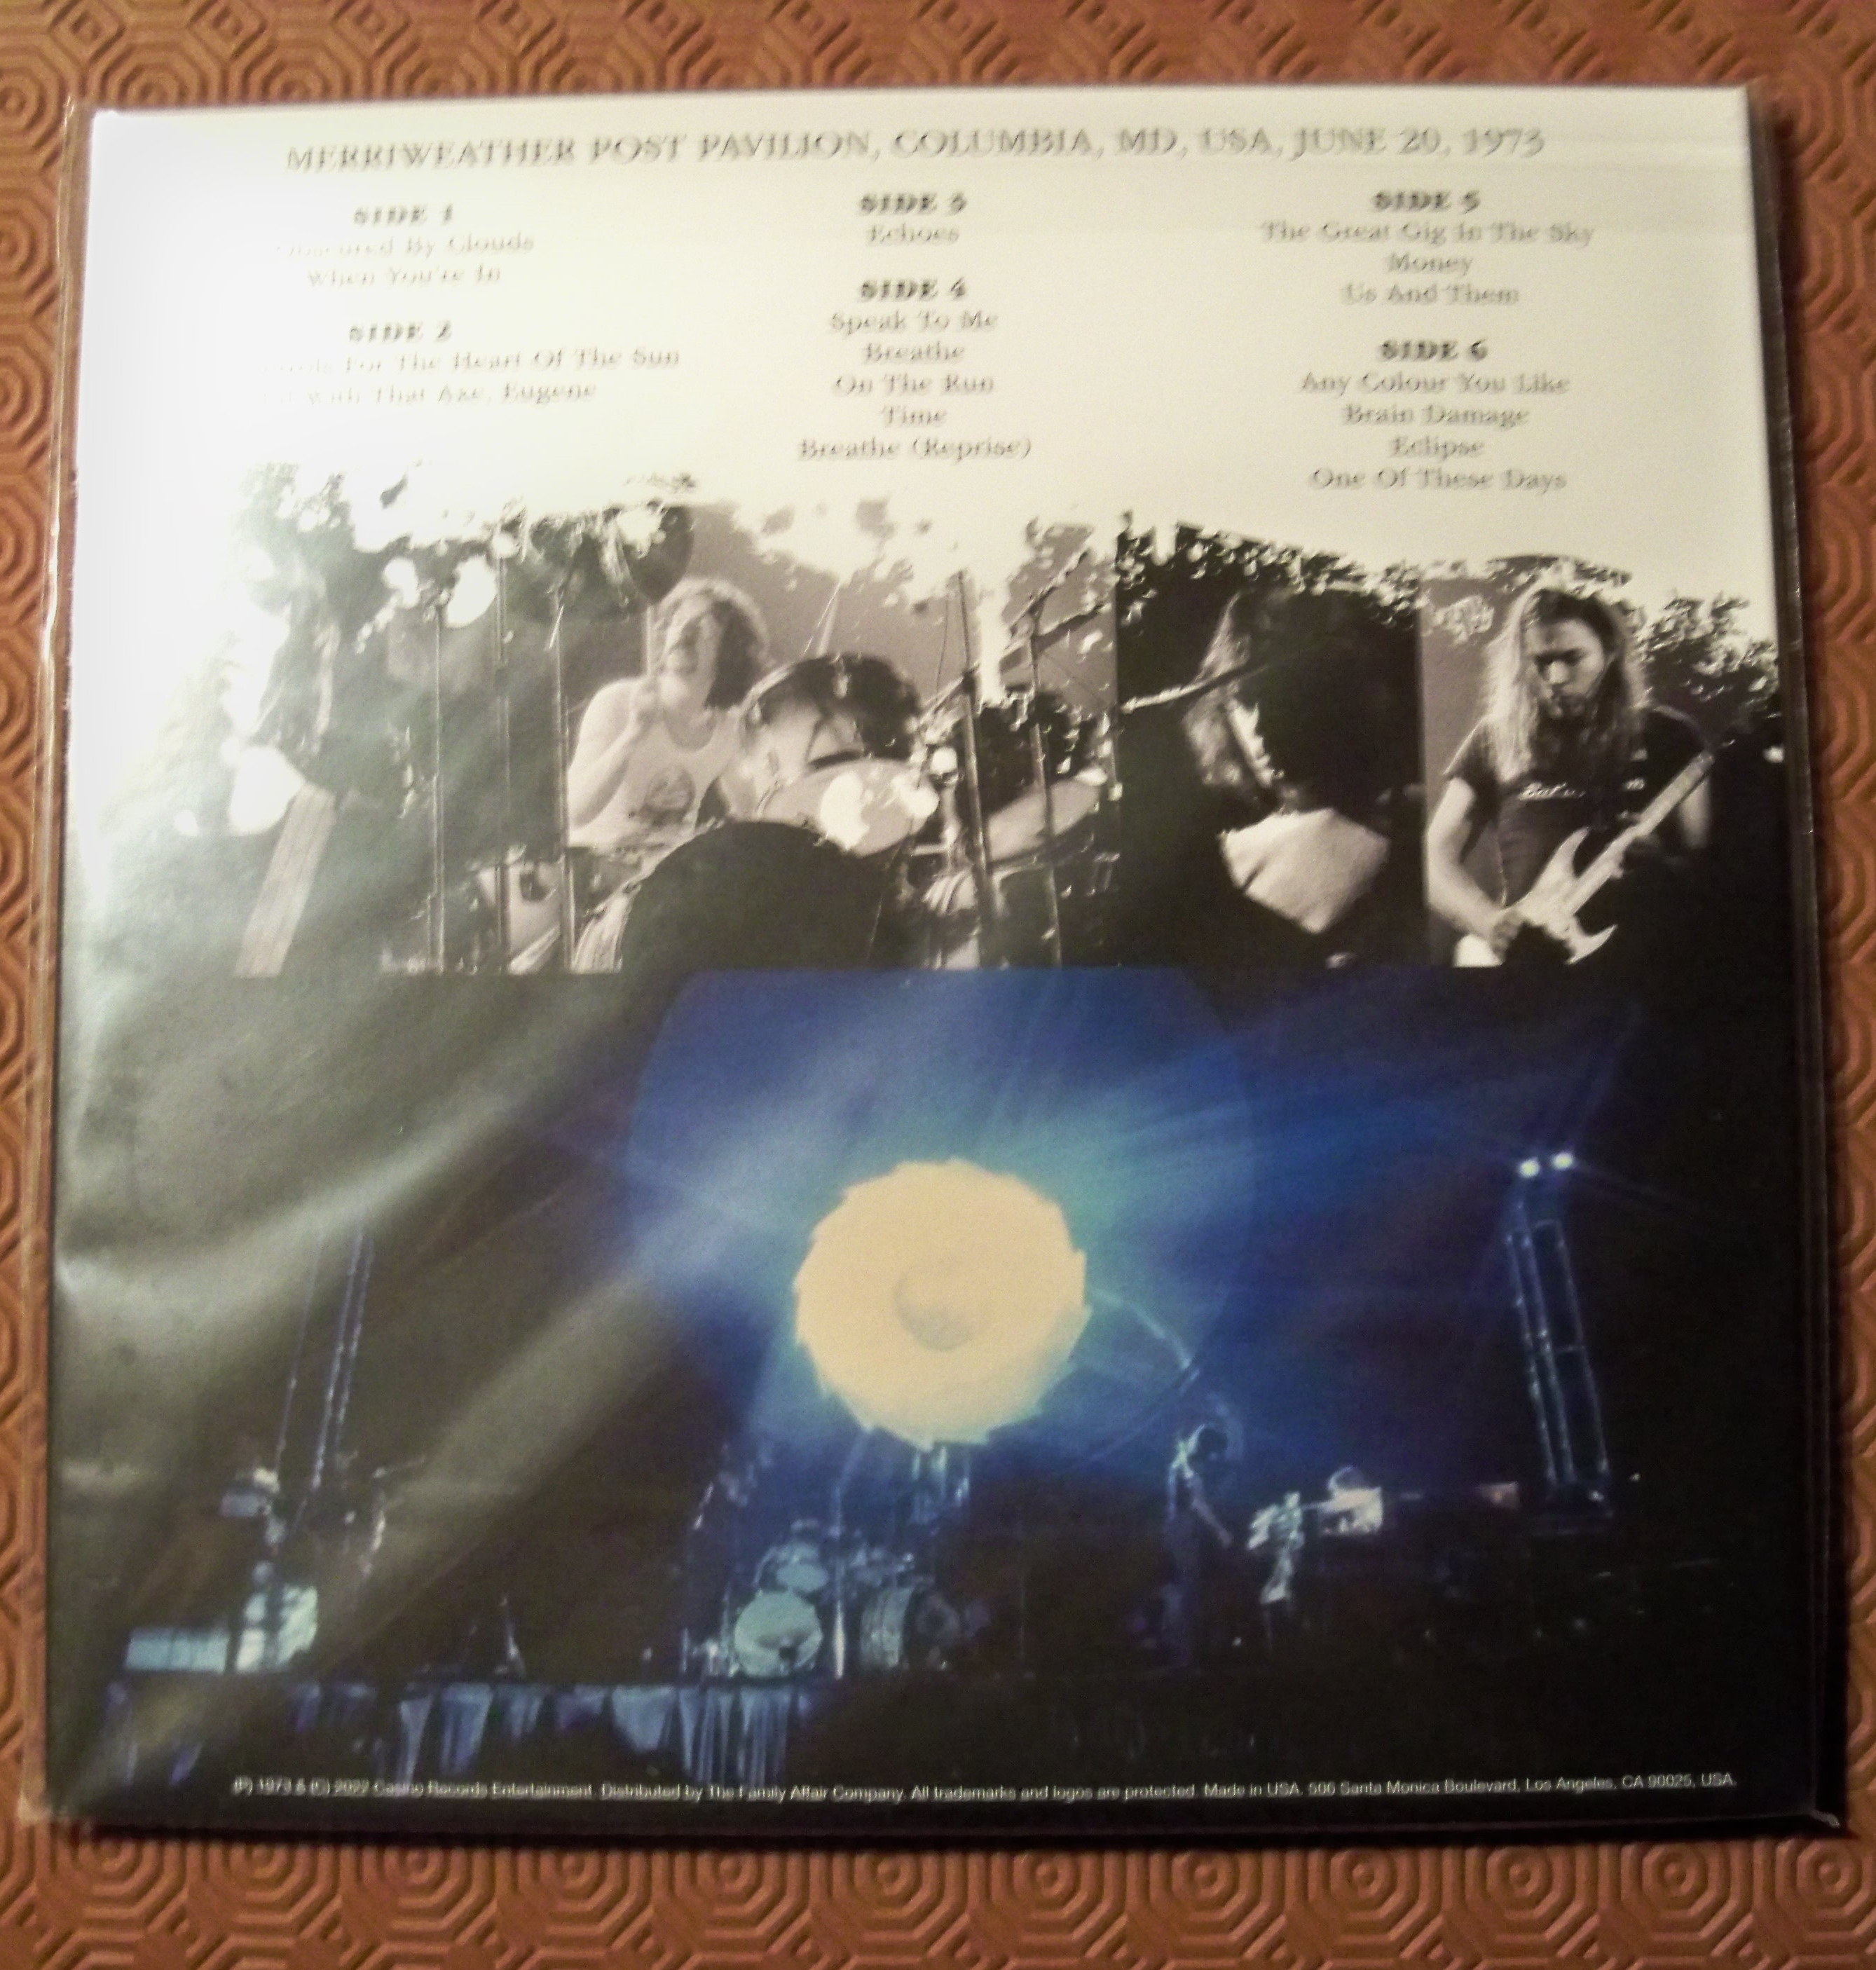 MERRIWEATHER POST PAVILION, COLUMBIA, MD, USA, JUNE 20, 1973
SIDE 1
Obscured By Clouds
When You're In
SIDE 2
For The Heart Of The Sun
With That Axe, Eugene
SIDE 3
Echoes
SIDE 4
Speak To Me
Breathe
On The Run
Time
Breathe (Reprise)
SIDE 5
The Great Gig In The Sky
Money
Us And Them
SIDE 6
Any Colour You Like
Brain Damage
Eclipse
One Of These Days
(P) 1973 & (C) 2022 Casino Records Entertainment. Distributed by The Family Affair Company. All trademarks and logos are protected. Made in USA. 506 Santa Monica Boulevard, Los Angeles, CA 90025, USA.